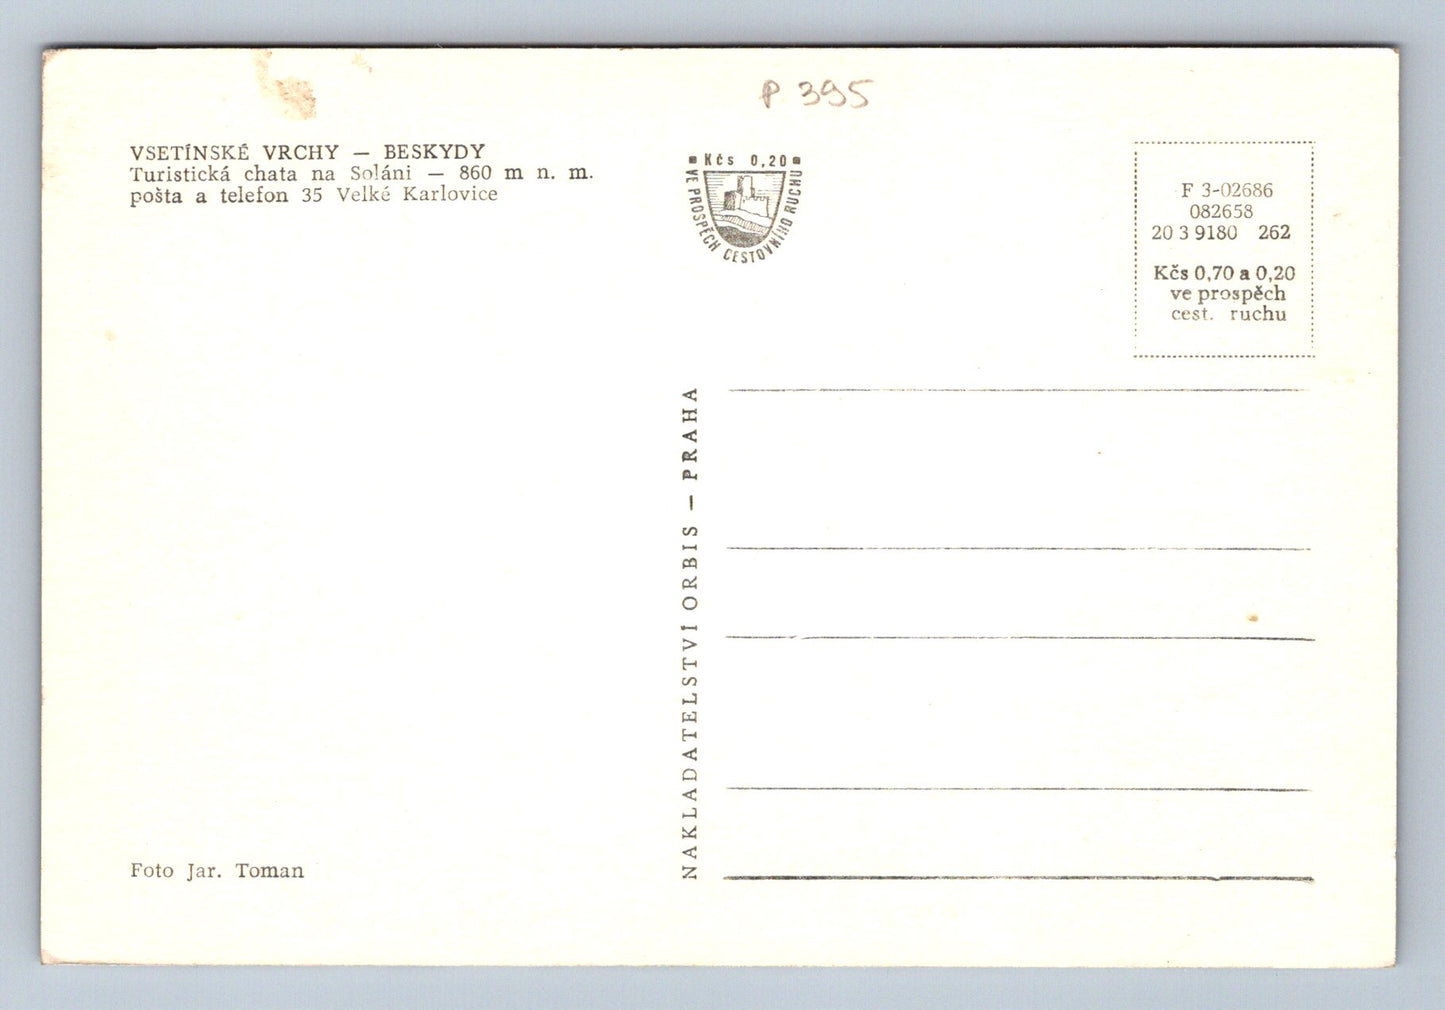 P 395
VSETÍNSKÉ VRCHY — BESKYDY
Turistická chata na Soláni — 860 m n. m.
pošta a telefon 35 Velké Karlovice
Kčs 0,20
VE PROSPĚCH CESTOVNÍHO RUCHU
F 3-02686
082658
20 3 9180 262
Kčs 0,70 a 0,20
ve prospěch
cest. ruchu
NAKLADATELSTVÍ ORBIS — PRAHA
Foto Jar. Toman